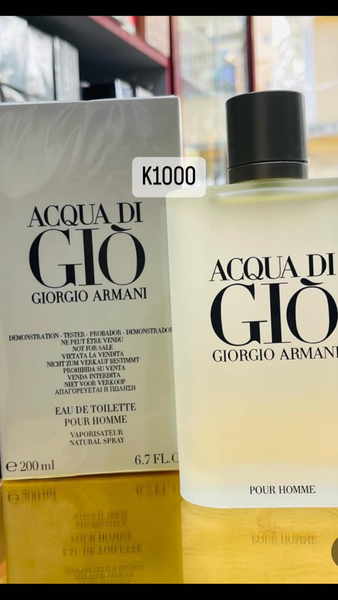 K1000
ACQUA DI
GIÒ
GIORGIO ARMANI
DEMONSTRATION - TESTER - PROBADOR - DEMONSTRADOR
NE PEUT ÊTRE VENDU
NOT FOR SALE
VIETATA LA VENDITA
NICHT ZUM VERKAUF BESTIMMT
PROHIBIDA SU VENTA
VENDA INTERDITA
NIET VOOR VERKOOP
ΑΠΑΓΟΡΕΥΕΤΑΙ Η ΠΩΛΗΣΗ
EAU DE TOILETTE
POUR HOMME
VAPORISATEUR
NATURAL SPRAY
℮ 200 ml 6.7 FL.O
ACQUA DI
GIÒ
GIORGIO ARMANI
POUR HOMME